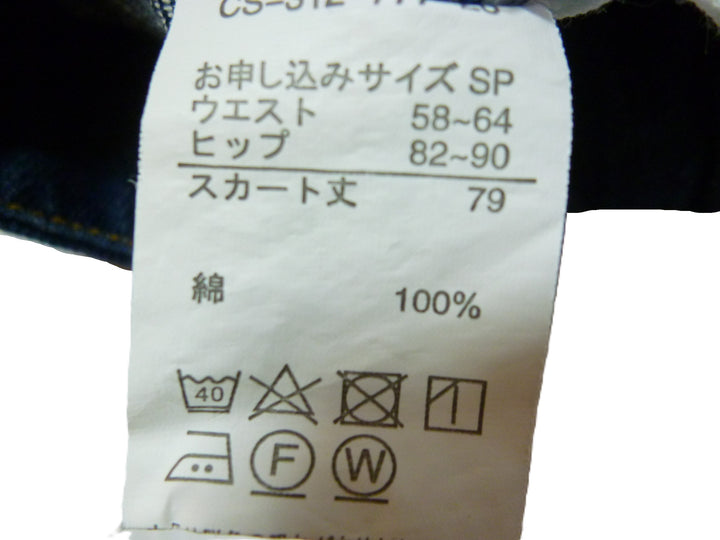 お申し込みサイズ SP
ウエスト 58~64
ヒップ 82~90
スカート丈 79
綿 100%
40
F W